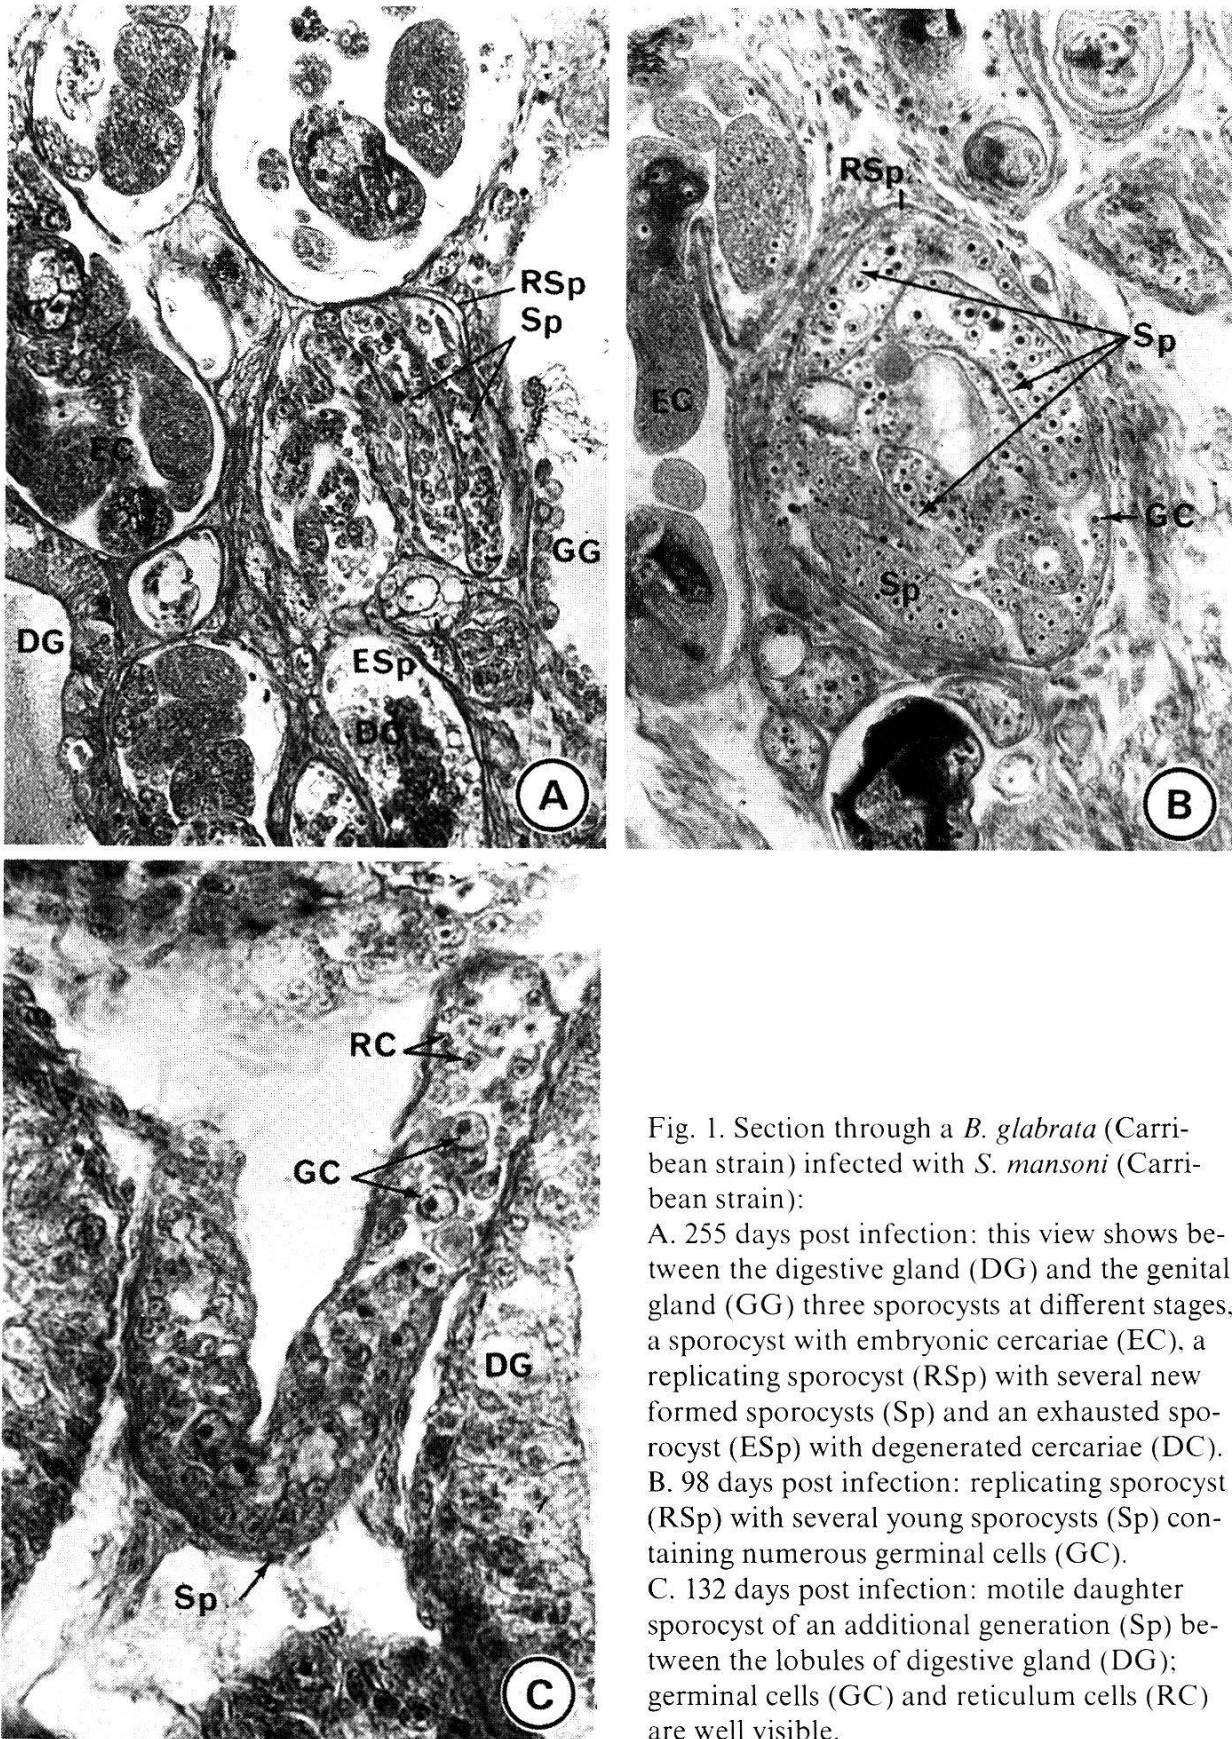 RSp
Sp
EC
GG
DG
ESp
DC
A
RSp
Sp
EC
GC
Sp
B
RC
GC
DG
Sp
C
Fig. 1. Section through a B. glabrata (Carri-
bean strain) infected with S. mansoni (Carri-
bean strain):
A. 255 days post infection: this view shows be-
tween the digestive gland (DG) and the genital
gland (GG) three sporocysts at different stages,
a sporocyst with embryonic cercariae (EC), a
replicating sporocyst (RSp) with several new
formed sporocysts (Sp) and an exhausted spo-
rocyst (ESp) with degenerated cercariae (DC).
B. 98 days post infection: replicating sporocyst
(RSp) with several young sporocysts (Sp) con-
taining numerous germinal cells (GC).
C. 132 days post infection: motile daughter
sporocyst of an additional generation (Sp) be-
tween the lobules of digestive gland (DG);
germinal cells (GC) and reticulum cells (RC)
are well visible.